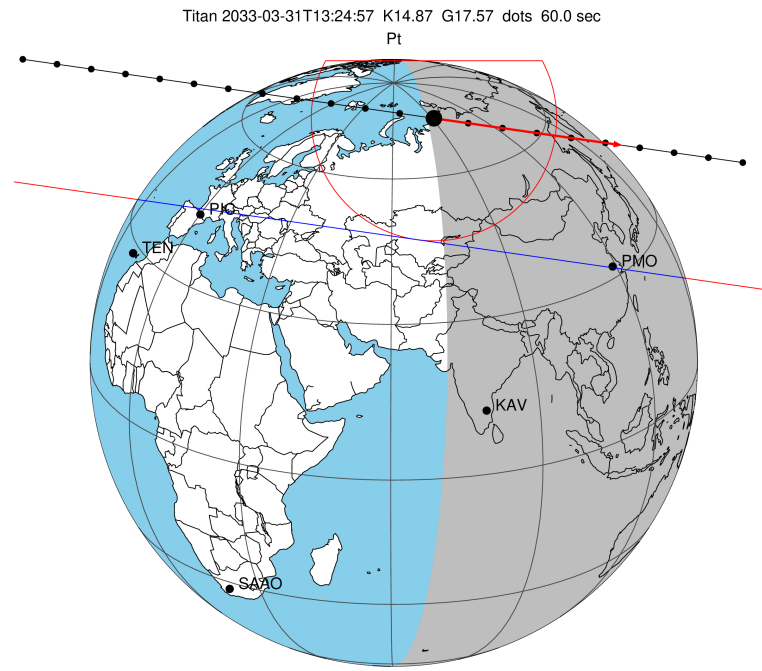 Titan 2033-03-31T13:24:57 K14.87 G17.57 dots 60.0 sec
Pt
PIC
TEN
PMO
KAV
SAAO